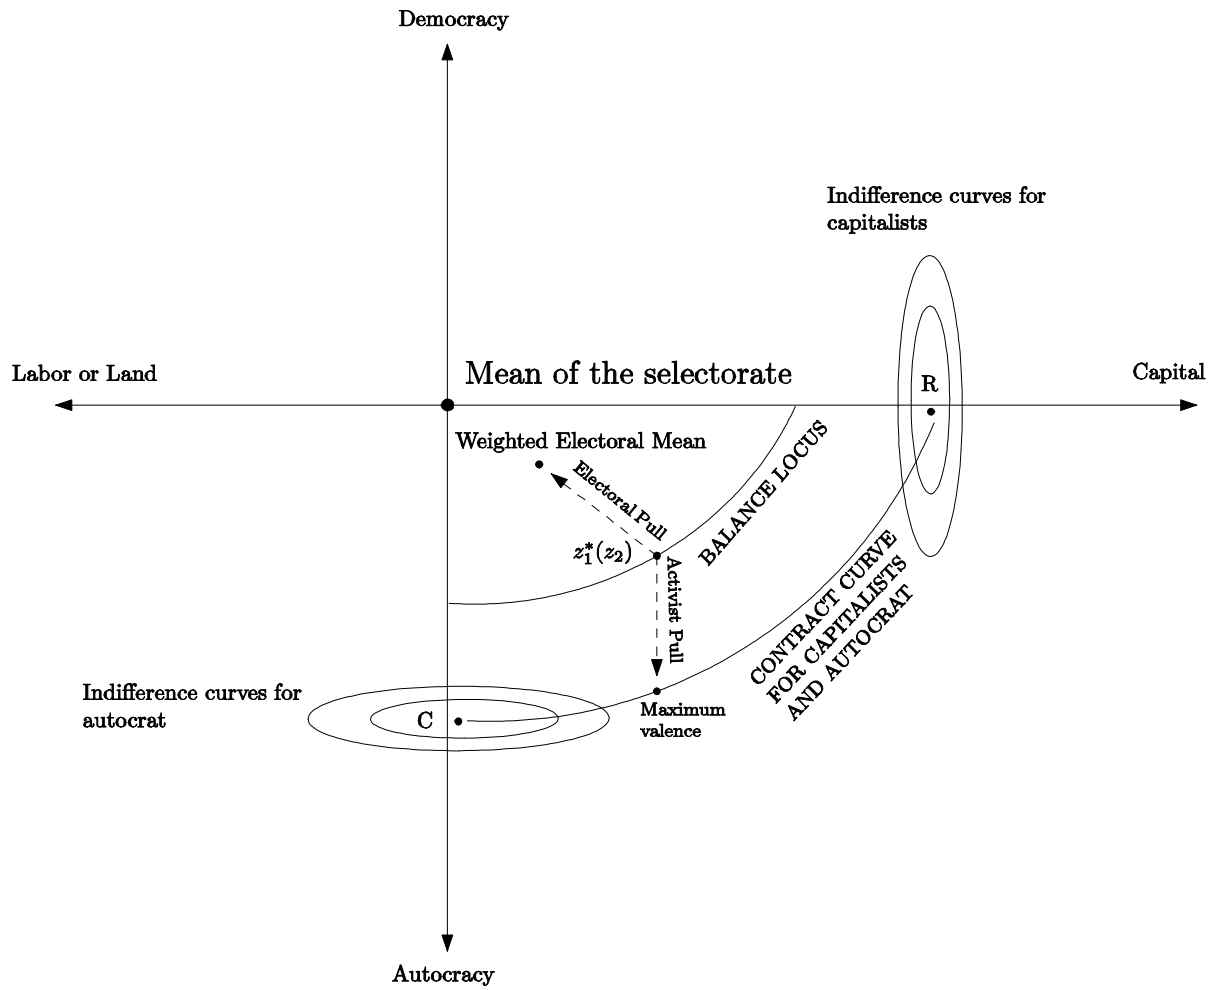 Democracy
Indifference curves for
capitalists
Labor or Land
Mean of the selectorate
Capital
R
Weighted Electoral Mean
Electoral Pull
BALANCE LOCUS
z₁*(z₂)
Activist Pull
CONTRACT CURVE
FOR CAPITALISTS
AND AUTOCRAT
Indifference curves for
autocrat
C
Maximum
valence
Autocracy